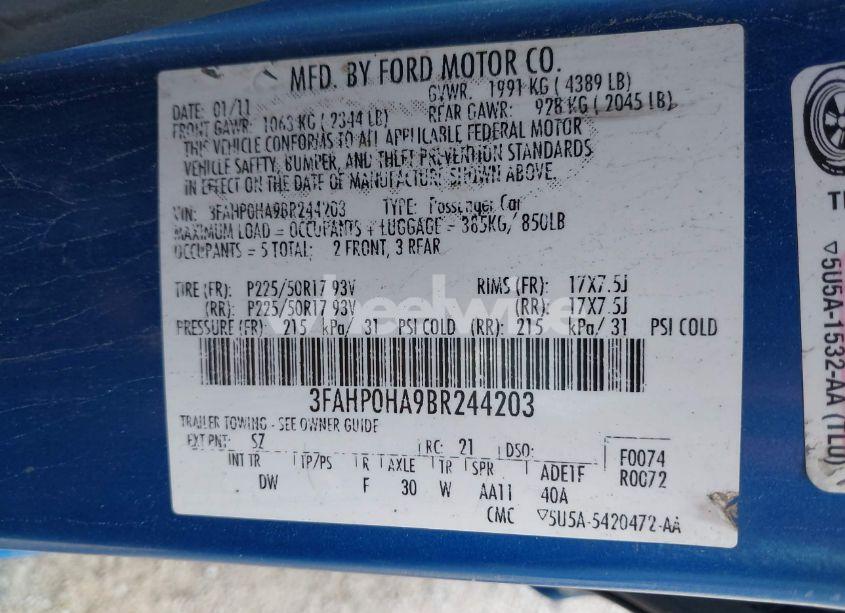 MFD. BY FORD MOTOR CO.
DATE: 01/11 GVWR: 1991 KG ( 4389 LB)
FRONT GAWR: 1063 KG ( 2344 LB) REAR GAWR: 928 KG ( 2045 LB)
THIS VEHICLE CONFORMS TO ALL APPLICABLE FEDERAL MOTOR
VEHICLE SAFETY, BUMPER, AND THEFT PREVENTION STANDARDS
IN EFFECT ON THE DATE OF MANUFACTURE SHOWN ABOVE.
VIN: 3FAHP0HA9BR244203 TYPE: Passenger Car
MAXIMUM LOAD = OCCUPANTS + LUGGAGE = 385KG/ 850LB
OCCUPANTS = 5 TOTAL; 2 FRONT, 3 REAR
TIRE (FR): P225/50R17 93V RIMS (FR): 17X7.5J
(RR): P225/50R17 93V (RR): 17X7.5J
PRESSURE (FR): 215 kPa/ 31 PSI COLD (RR): 215 kPa/ 31 PSI COLD
wheelwise
3FAHP0HA9BR244203
TRAILER TOWING - SEE OWNER GUIDE
EXT PNT: SZ RC: 21 DSO: F0074
R0072
INT TR TP/PS R AXLE TR SPR ADE1F
DW F 30 W AA11 40A
CMC ▽5U5A-5420472-AA
▽5U5A-1532-AA (TLU)